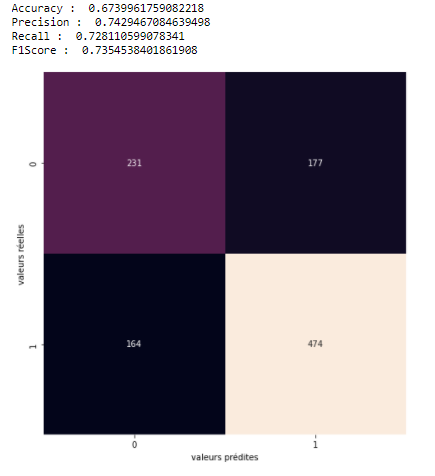 Accuracy :  0.6739961759082218
Precision :  0.7429467084639498
Recall :  0.728110599078341
F1Score :  0.7354538401861908
0
231
177
valeurs réelles
1
164
474
0
1
valeurs prédites